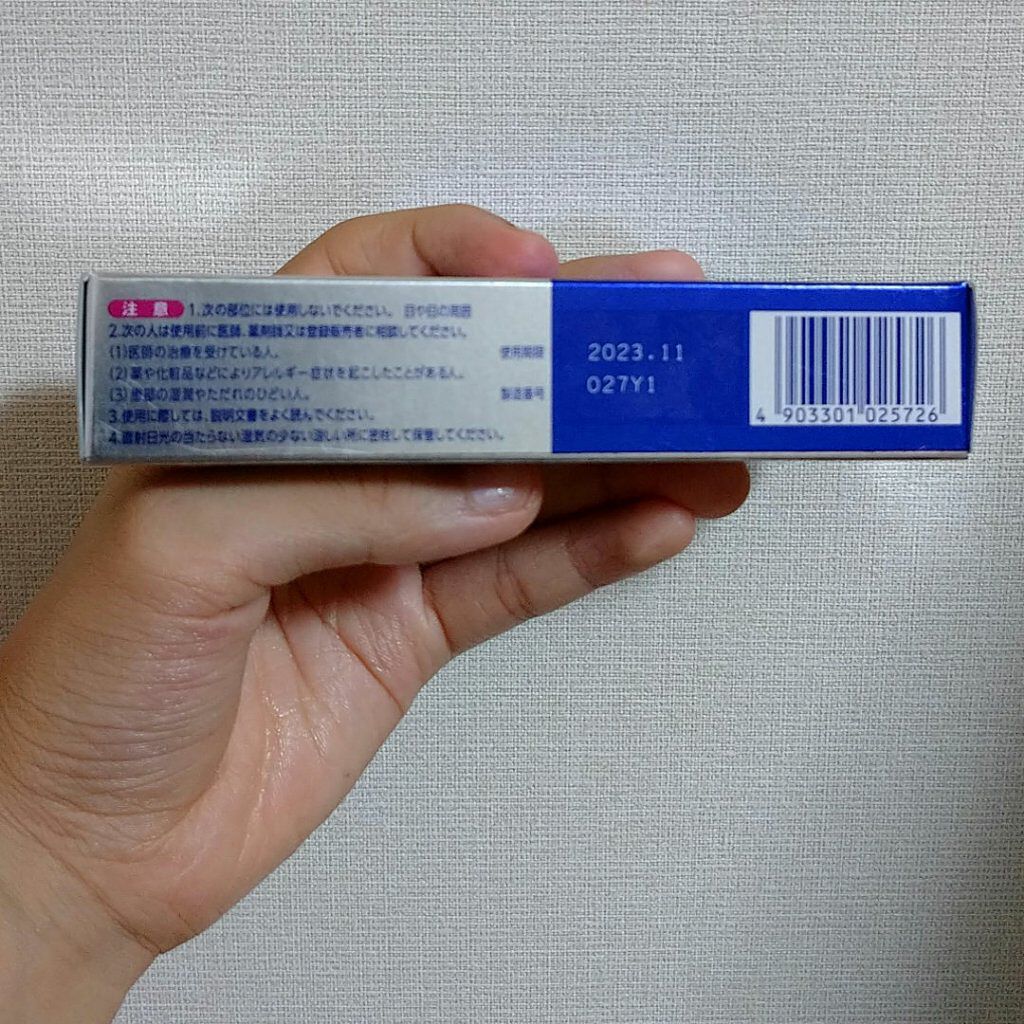 注意 1.次の部位には使用しないでください。 目や目の周囲
2.次の人は使用前に医師、薬剤師又は登録販売者に相談してください。
(1)医師の治療を受けている人。
(2)薬や化粧品などによりアレルギー症状を起こしたことがある人。
(3)患部の湿潤やただれのひどい人。
3.使用に際しては、説明文書をよく読んでください。
4.直射日光の当たらない湿気の少ない涼しい所に密栓して保管してください。
使用期限 2023.11
製造番号 027Y1
4 903301 025726